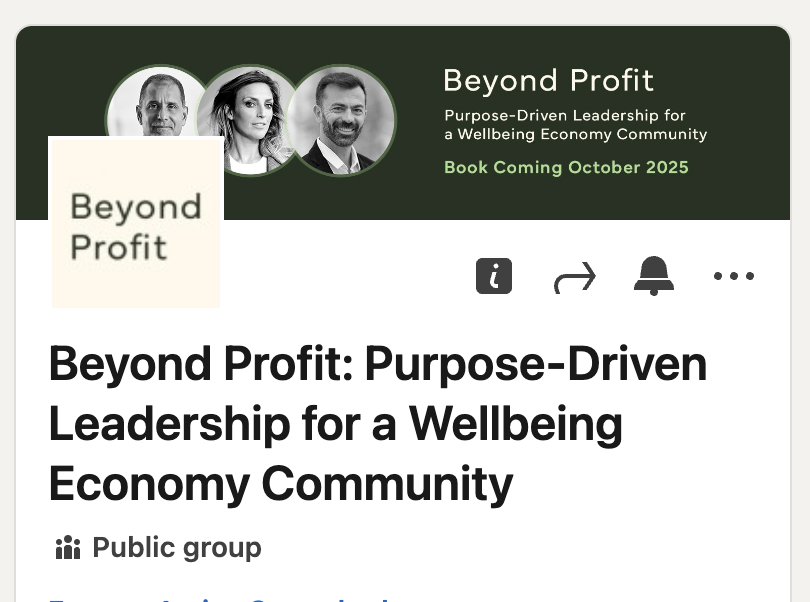 Beyond Profit
Purpose-Driven Leadership for
a Wellbeing Economy Community
Book Coming October 2025
Beyond
Profit
Beyond Profit: Purpose-Driven
Leadership for a Wellbeing
Economy Community
Public group